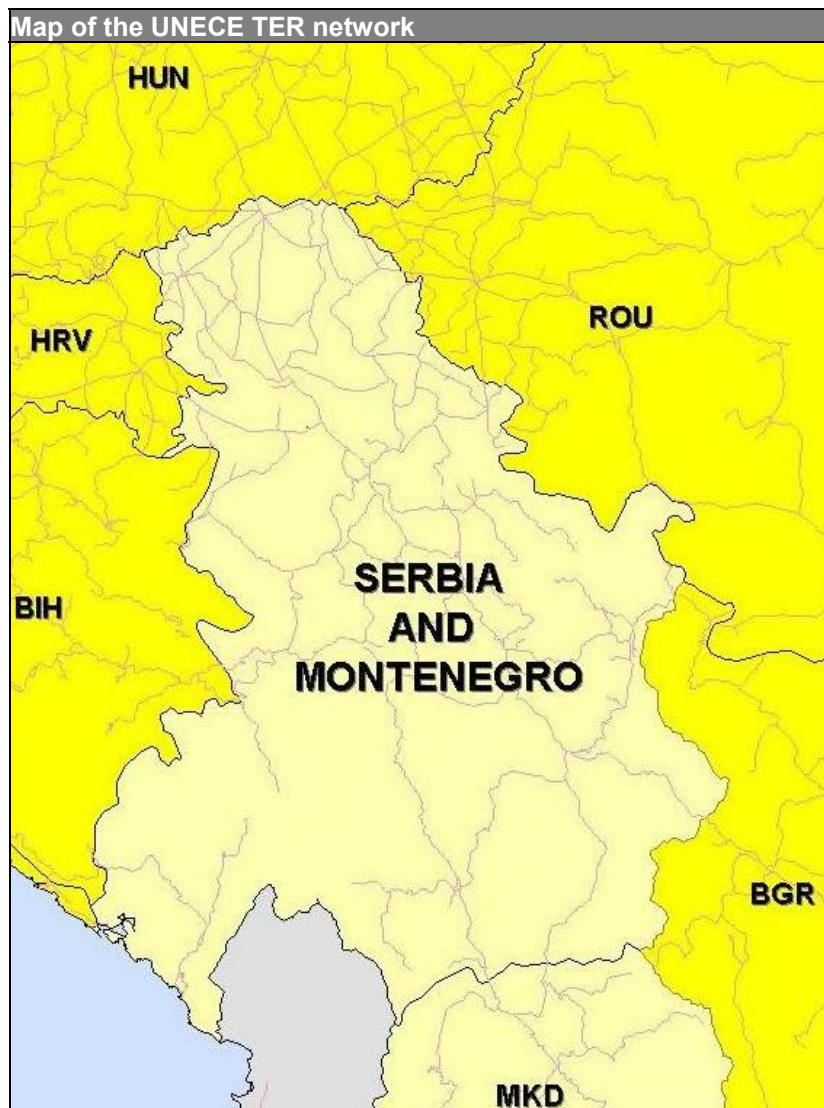 Map of the UNECE TER network
HUN
ROU
HRV
SERBIA
AND
MONTENEGRO
BIH
BGR
MKD